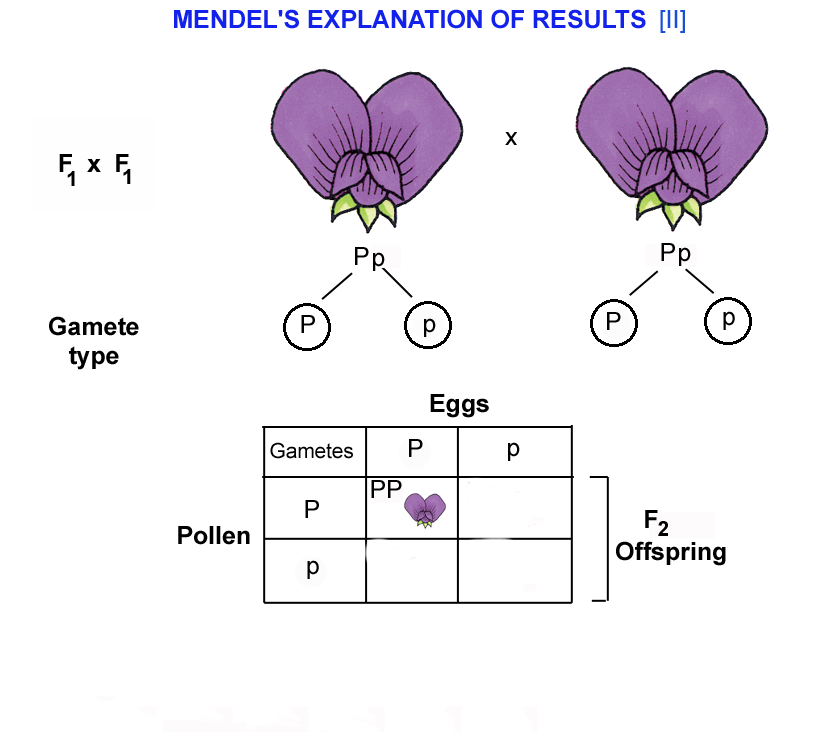 MENDEL'S EXPLANATION OF RESULTS [II]
x
F1 x F1
Pp
Pp
P
p
P
p
Gamete
type
Eggs
Gametes P p
PP
P
Pollen
p
F2
Offspring